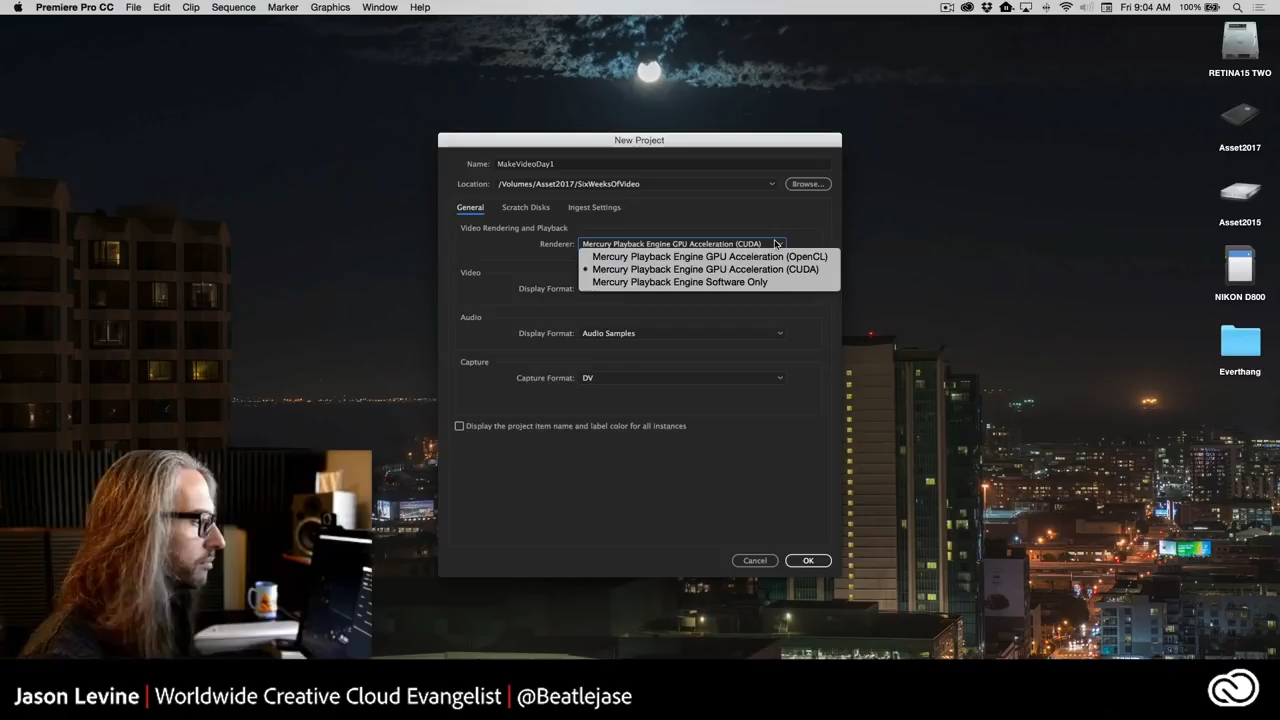 Premiere Pro CC File Edit Clip Sequence Marker Graphics Window Help
Fri 9:04 AM 100%
RETINA15 TWO
Asset2017
Asset2015
NIKON D800
Everthang
New Project
Name: MakeVideoDay1
Location: /Volumes/Asset2017/SixWeeksOfVideo Browse...
General Scratch Disks Ingest Settings
Video Rendering and Playback
Renderer: Mercury Playback Engine GPU Acceleration (CUDA)
Mercury Playback Engine GPU Acceleration (OpenCL)
Mercury Playback Engine GPU Acceleration (CUDA)
Mercury Playback Engine Software Only
Video
Display Format:
Audio
Display Format: Audio Samples
Capture
Capture Format: DV
Display the project item name and label color for all instances
Cancel OK
Jason Levine | Worldwide Creative Cloud Evangelist | @Beatlejase